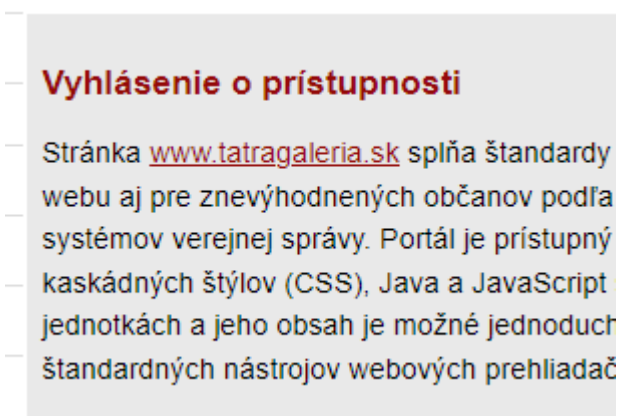 Vyhlásenie o prístupnosti
Stránka www.tatragaleria.sk splňa štandardy
webu aj pre znevýhodnených občanov podľa
systémov verejnej správy. Portál je prístupný
kaskádných štýlov (CSS), Java a JavaScript
jednotkách a jeho obsah je možné jednoduch
štandardných nástrojov webových prehliadač